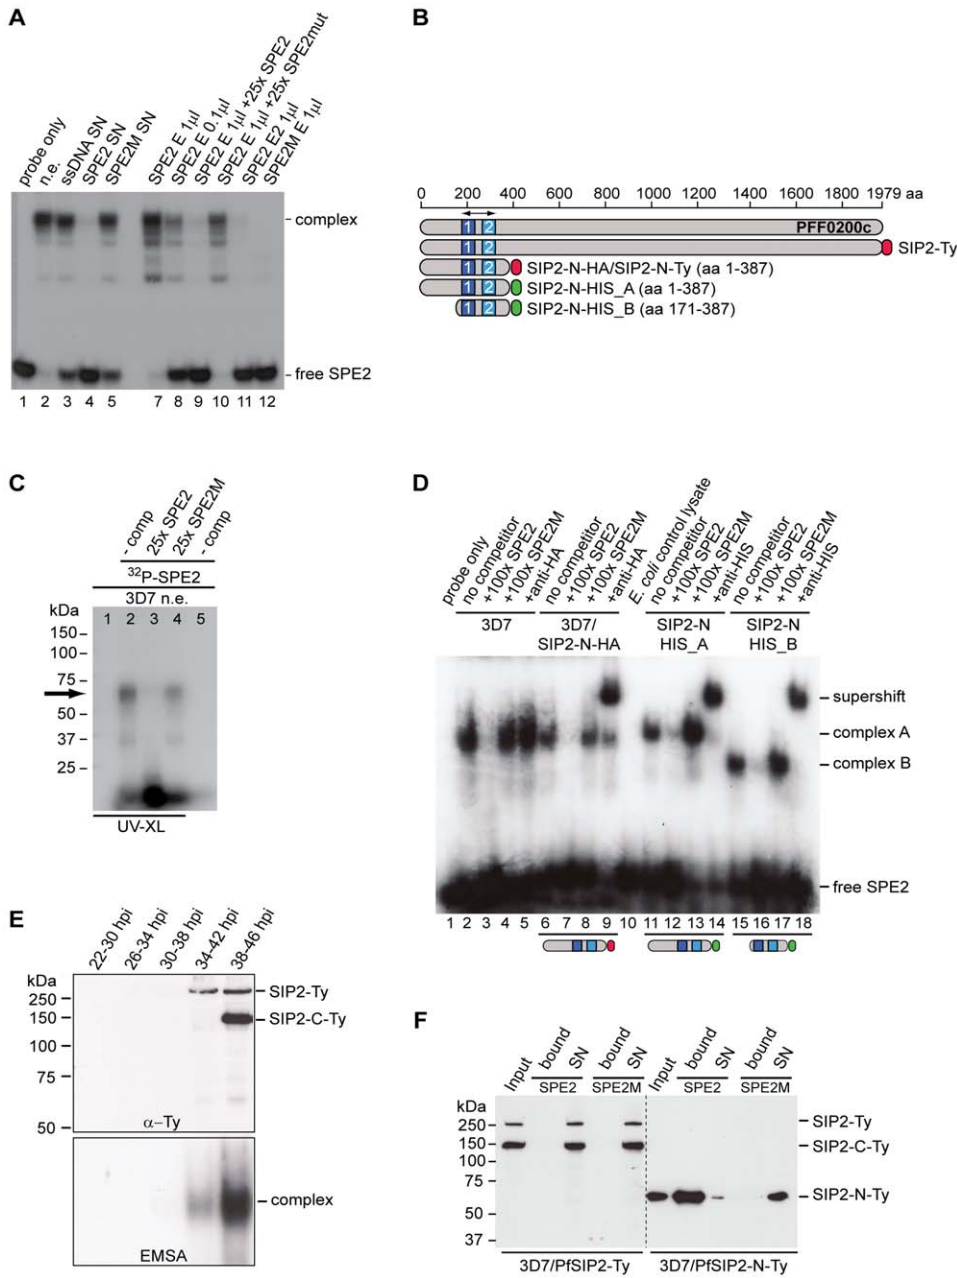 A
probe only
n.e.
ssDNA SN
SPE2 SN
SPE2M SN
SPE2 E 1µl
SPE2 E 0.1µl
SPE2 E 1µl +25x SPE2
SPE2 E 1µl +25x SPE2mut
SPE2 E2 1µl
SPE2M E 1µl
complex
free SPE2
1 2 3 4 5 7 8 9 10 11 12
B
0 200 400 600 800 1000 1200 1400 1600 1800 1979 aa
1 2 PFF0200c
1 2 SIP2-Ty
1 2 SIP2-N-HA/SIP2-N-Ty (aa 1-387)
1 2 SIP2-N-HIS_A (aa 1-387)
1 2 SIP2-N-HIS_B (aa 171-387)
C
- comp
25x SPE2
25x SPE2M
- comp
32P-SPE2
3D7 n.e.
kDa
1 2 3 4 5
150
100
75
50
37
25
UV-XL
D
probe only
no competitor
+100x SPE2
+100x SPE2M
+anti-HA
no competitor
+100x SPE2
+100x SPE2M
+anti-HA
E. coli control lysate
no competitor
+100x SPE2
+100x SPE2M
+anti-HIS
no competitor
+100x SPE2
+100x SPE2M
+anti-HIS
3D7
3D7/
SIP2-N-HA
SIP2-N
HIS_A
SIP2-N
HIS_B
supershift
complex A
complex B
free SPE2
1 2 3 4 5 6 7 8 9 10 11 12 13 14 15 16 17 18
E
22-30 hpi
26-34 hpi
30-38 hpi
34-42 hpi
38-46 hpi
kDa
250
150
100
75
50
SIP2-Ty
SIP2-C-Ty
α–Ty
complex
EMSA
F
Input
bound
SN
bound
SN
Input
bound
SN
bound
SN
SPE2 SPE2M SPE2 SPE2M
kDa
250
150
100
75
50
37
SIP2-Ty
SIP2-C-Ty
SIP2-N-Ty
3D7/PfSIP2-Ty 3D7/PfSIP2-N-Ty